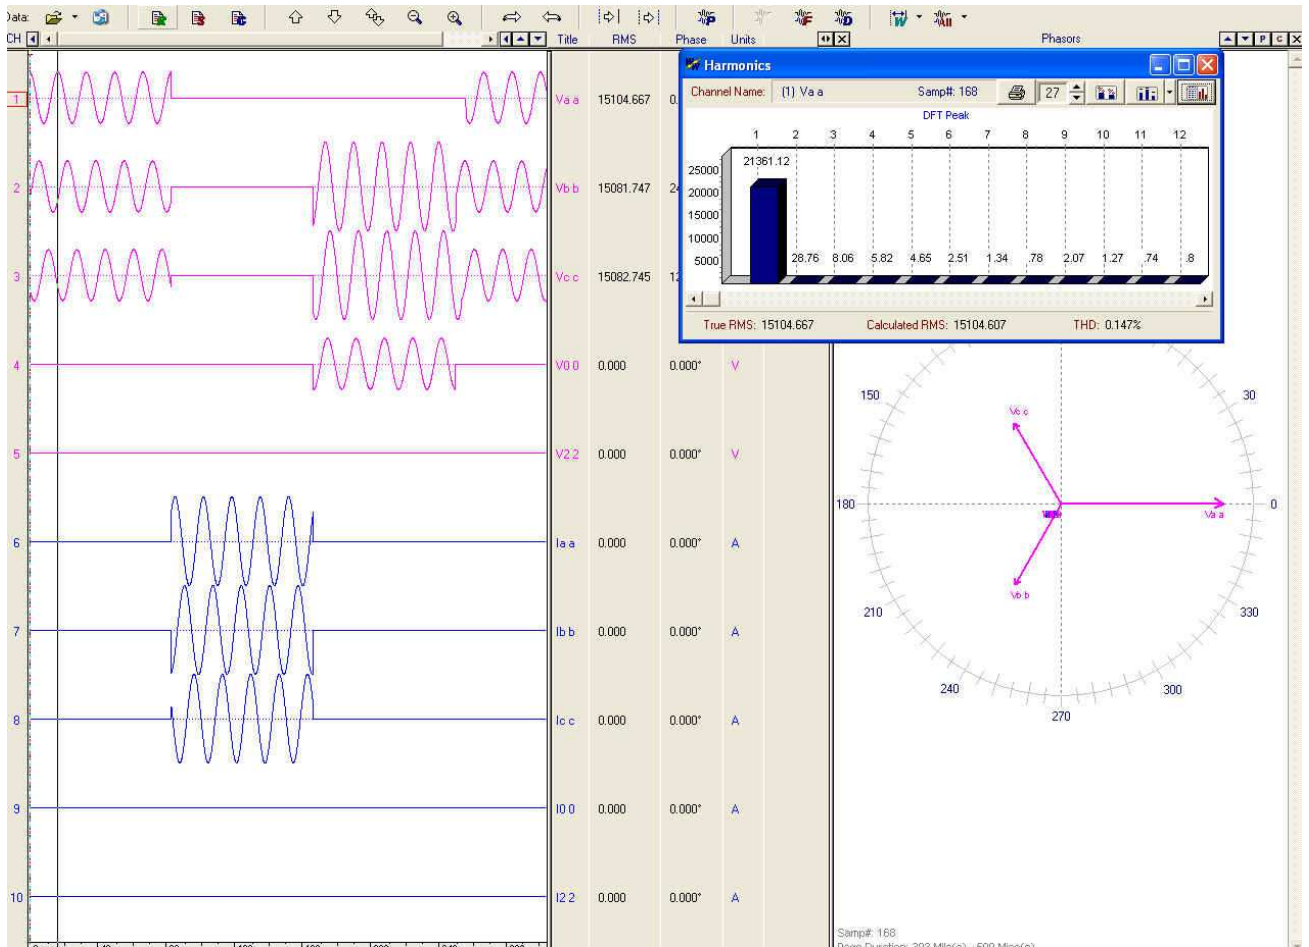 Data:
CH Title RMS Phase Units Phasors
Harmonics
Channel Name: (1) Va a Samp#: 168 27
DFT Peak
1 2 3 4 5 6 7 8 9 10 11 12
21361.12
25000
20000
15000
10000
5000
28.76 8.06 5.82 4.65 2.51 1.34 .78 2.07 1.27 .74 .8
True RMS: 15104.667 Calculated RMS: 15104.607 THD: 0.147%
1 Va a 15104.667 0.
2 Vb b 15081.747 24
3 Vc c 15082.745 12
4 V0 0 0.000 0.000° V
5 V2 2 0.000 0.000° V
6 Ia a 0.000 0.000° A
7 Ib b 0.000 0.000° A
8 Ic c 0.000 0.000° A
9 I0 0 0.000 0.000° A
10 I2 2 0.000 0.000° A
150 30
Vc c
180 0
Va a
Vb b
210 330
240 300
270
Samp#: 168